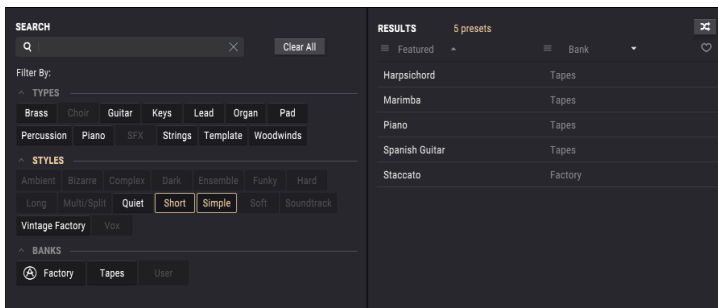 SEARCH
Clear All
Filter By:
TYPES
Brass Choir Guitar Keys Lead Organ Pad
Percussion Piano SFX Strings Template Woodwinds
STYLES
Ambient Bizarre Complex Dark Ensemble Funky Hard
Long Multi/Split Quiet Short Simple Soft Soundtrack
Vintage Factory Vox
BANKS
Factory Tapes User
RESULTS 5 presets
Featured Bank
Harpsichord Tapes
Marimba Tapes
Piano Tapes
Spanish Guitar Tapes
Staccato Factory